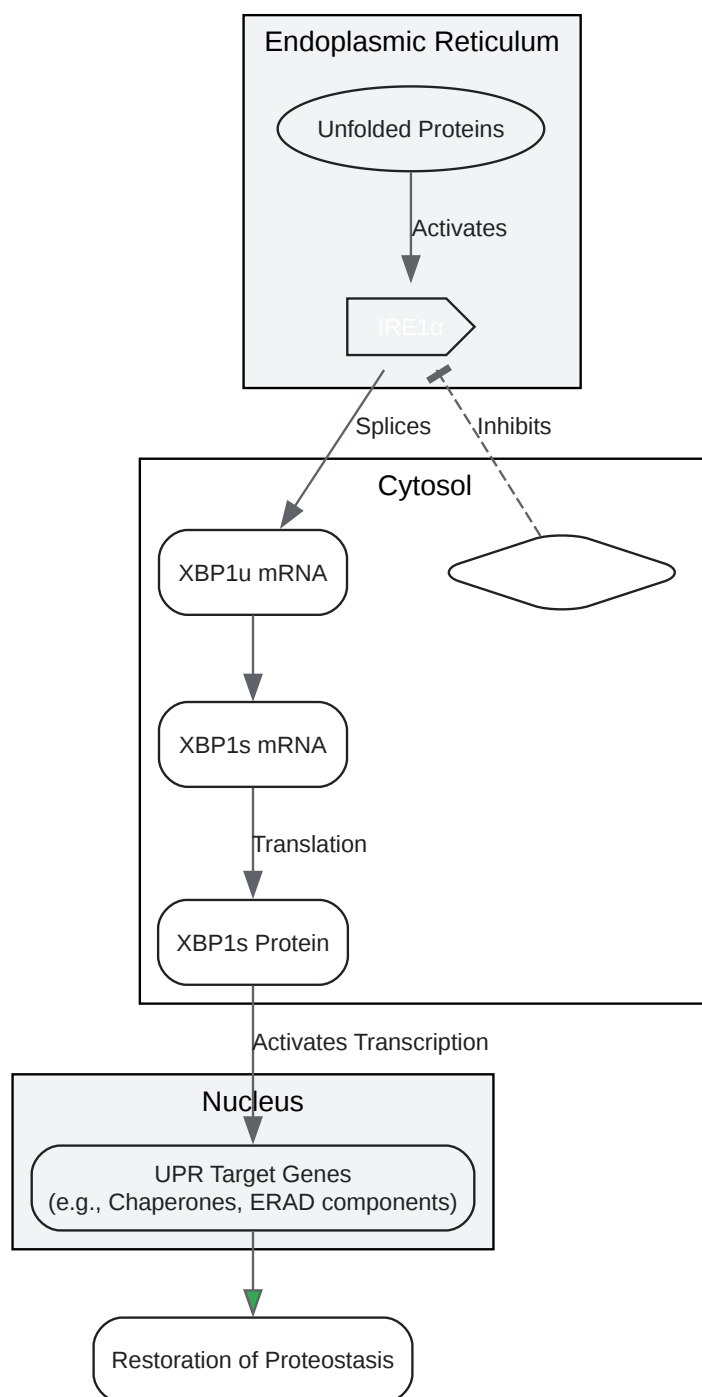 Endoplasmic Reticulum
Unfolded Proteins
Activates
IRE1α
Splices
Inhibits
Cytosol
XBP1u mRNA
XBP1s mRNA
Translation
XBP1s Protein
Activates Transcription
Nucleus
UPR Target Genes
(e.g., Chaperones, ERAD components)
Restoration of Proteostasis